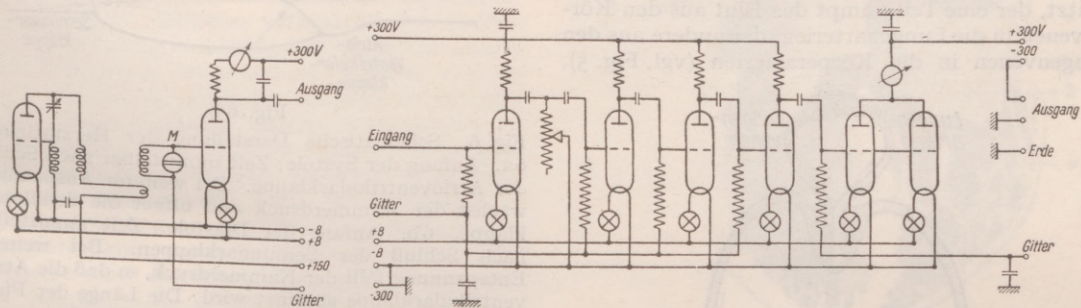 +300V
Ausgang
M
-8
+8
+150
Gitter
+300V
Eingang
Gitter
+8
-8
-300
+300V
-300
Ausgang
Erde
Gitter